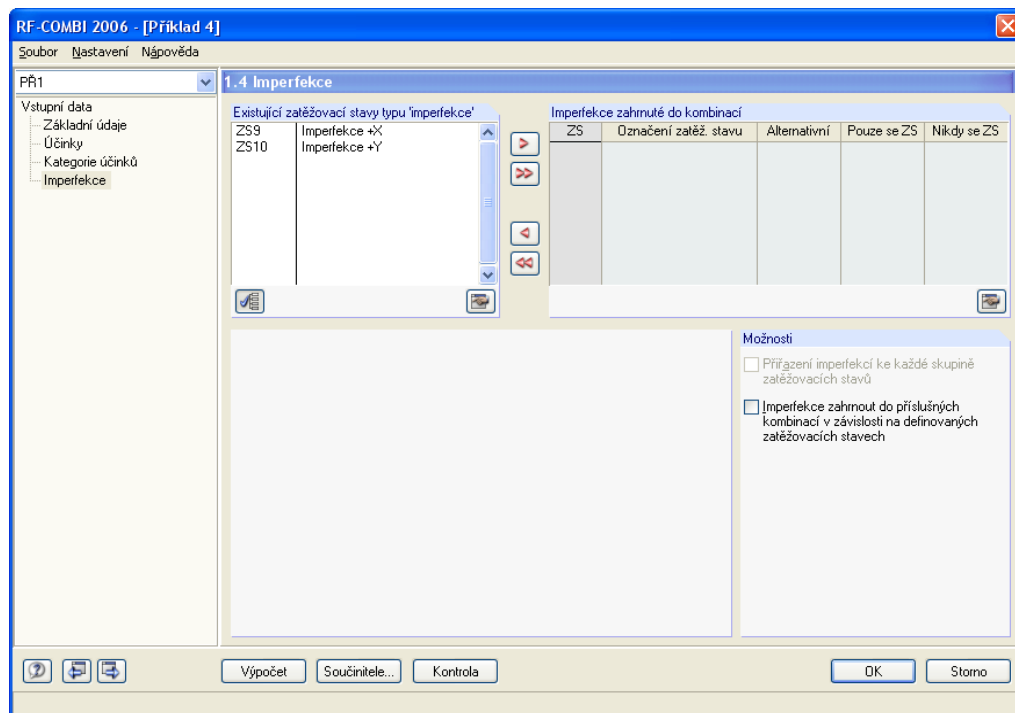 RF-COMBI 2006 - [Příklad 4]
Soubor Nastavení Nápověda
PŘ1
Vstupní data
Základní údaje
Účinky
Kategorie účinků
Imperfekce
1.4 Imperfekce
Existující zatěžovací stavy typu 'imperfekce'
ZS9 Imperfekce +X
ZS10 Imperfekce +Y
> 
>>
<
<<
Imperfekce zahrnuté do kombinací
ZS Označení zatěž. stavu Alternativní Pouze se ZS Nikdy se ZS
Možnosti
Přiřazení imperfekcí ke každé skupině
zatěžovacích stavů
Imperfekce zahrnout do příslušných
kombinací v závislosti na definovaných
zatěžovacích stavech
Výpočet Součinitele... Kontrola OK Storno